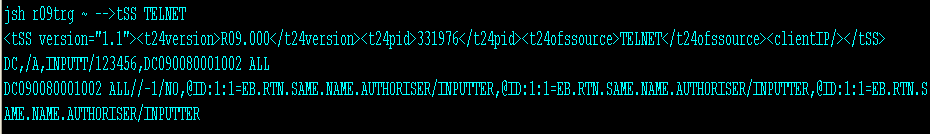 jsh r09trg ~ -->tSS TELNET
<tSS version="1.1"><t24version>R09.000</t24version><t24pid>331976</t24pid><t24ofssource>TELNET</t24ofssource><clientIP/></tSS>
DC,/A,INPUTT/123456,DC090080001002 ALL
DC090080001002 ALL//-1/NO,@ID:1:1=EB.RTN.SAME.NAME.AUTHORISER/INPUTTER,@ID:1:1=EB.RTN.SAME.NAME.AUTHORISER/INPUTTER,@ID:1:1=EB.RTN.S
AME.NAME.AUTHORISER/INPUTTER